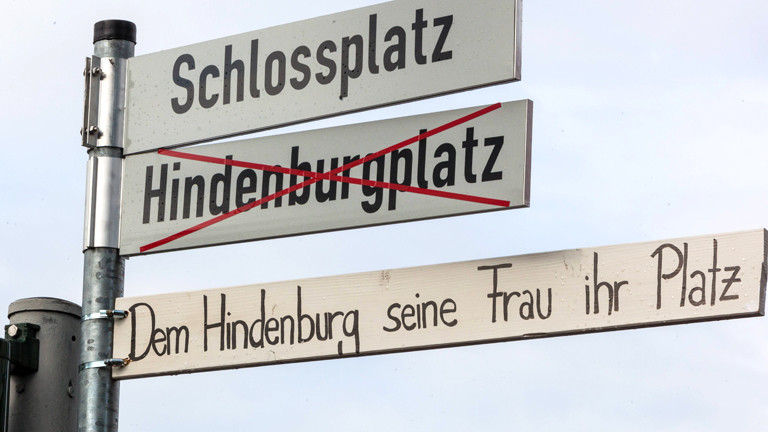 Schlossplatz
Hindenburgplatz
Dem Hindenburg seine Frau ihr Platz